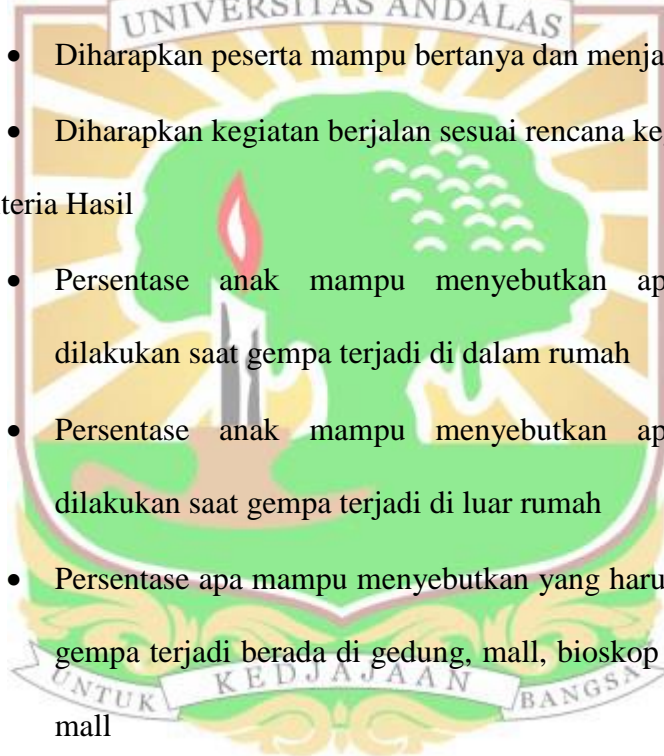 UNIVERSITAS ANDALAS
• Diharapkan peserta mampu bertanya dan menja
• Diharapkan kegiatan berjalan sesuai rencana ke
teria Hasil
• Persentase anak mampu menyebutkan ap
dilakukan saat gempa terjadi di dalam rumah
• Persentase anak mampu menyebutkan ap
dilakukan saat gempa terjadi di luar rumah
• Persentase apa mampu menyebutkan yang haru
gempa terjadi berada di gedung, mall, bioskop
UNTUK KEDJAJAAN BANGSA
mall